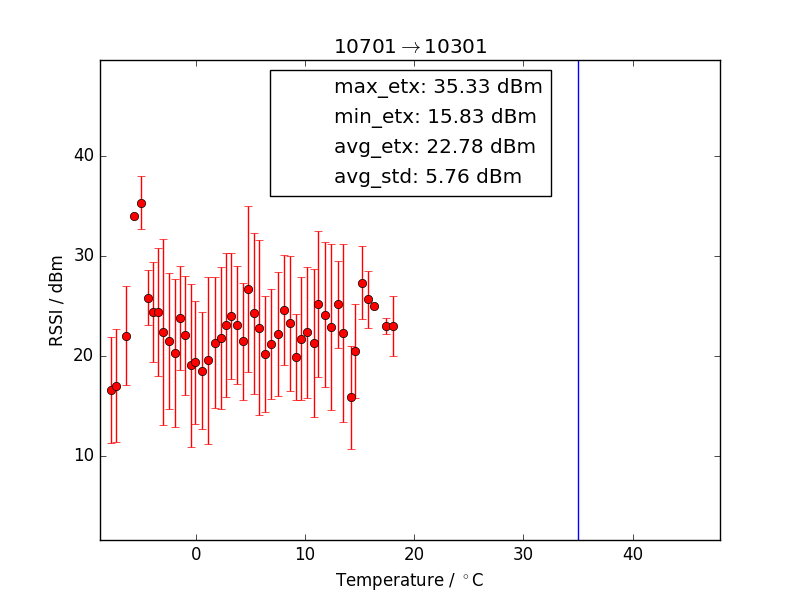 10701→10301
max_etx: 35.33 dBm
min_etx: 15.83 dBm
avg_etx: 22.78 dBm
avg_std: 5.76 dBm
40
30
20
10
RSSI / dBm
0 10 20 30 40
Temperature / °C